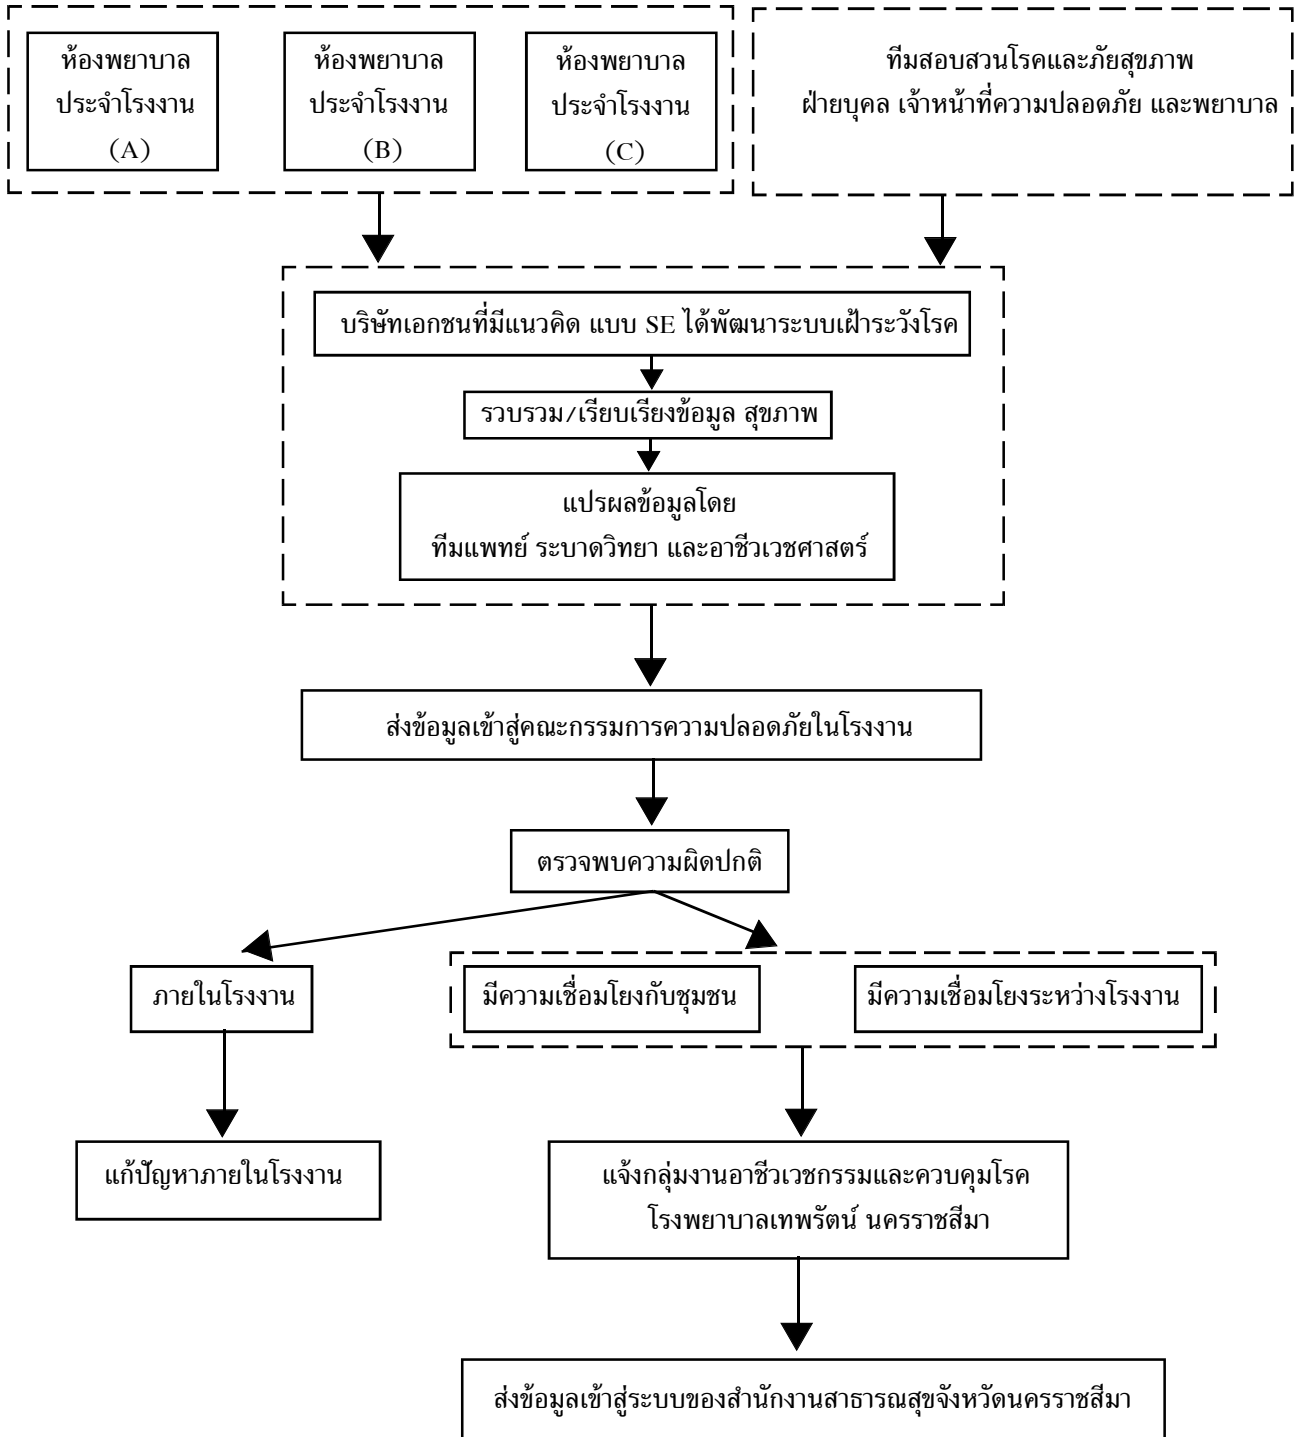 ห้องพยาบาล
ประจำโรงงาน
(A)
ห้องพยาบาล
ประจำโรงงาน
(B)
ห้องพยาบาล
ประจำโรงงาน
(C)
ทีมสอบสวนโรคและภัยสุขภาพ
ฝ่ายบุคล เจ้าหน้าที่ความปลอดภัย และพยาบาล
บริษัทเอกชนที่มีแนวคิด แบบ SE ได้พัฒนาระบบเฝ้าระวังโรค
รวบรวม/เรียบเรียงข้อมูล สุขภาพ
แปรผลข้อมูลโดย
ทีมแพทย์ ระบาดวิทยา และอาชีวเวชศาสตร์
ส่งข้อมูลเข้าสู่คณะกรรมการความปลอดภัยในโรงงาน
ตรวจพบความผิดปกติ
ภายในโรงงาน
มีความเชื่อมโยงกับชุมชน
มีความเชื่อมโยงระหว่างโรงงาน
แก้ปัญหาภายในโรงงาน
แจ้งกลุ่มงานอาชีวเวชกรรมและควบคุมโรค
โรงพยาบาลเทพรัตน์ นครราชสีมา
ส่งข้อมูลเข้าสู่ระบบของสำนักงานสาธารณสุขจังหวัดนครราชสีมา